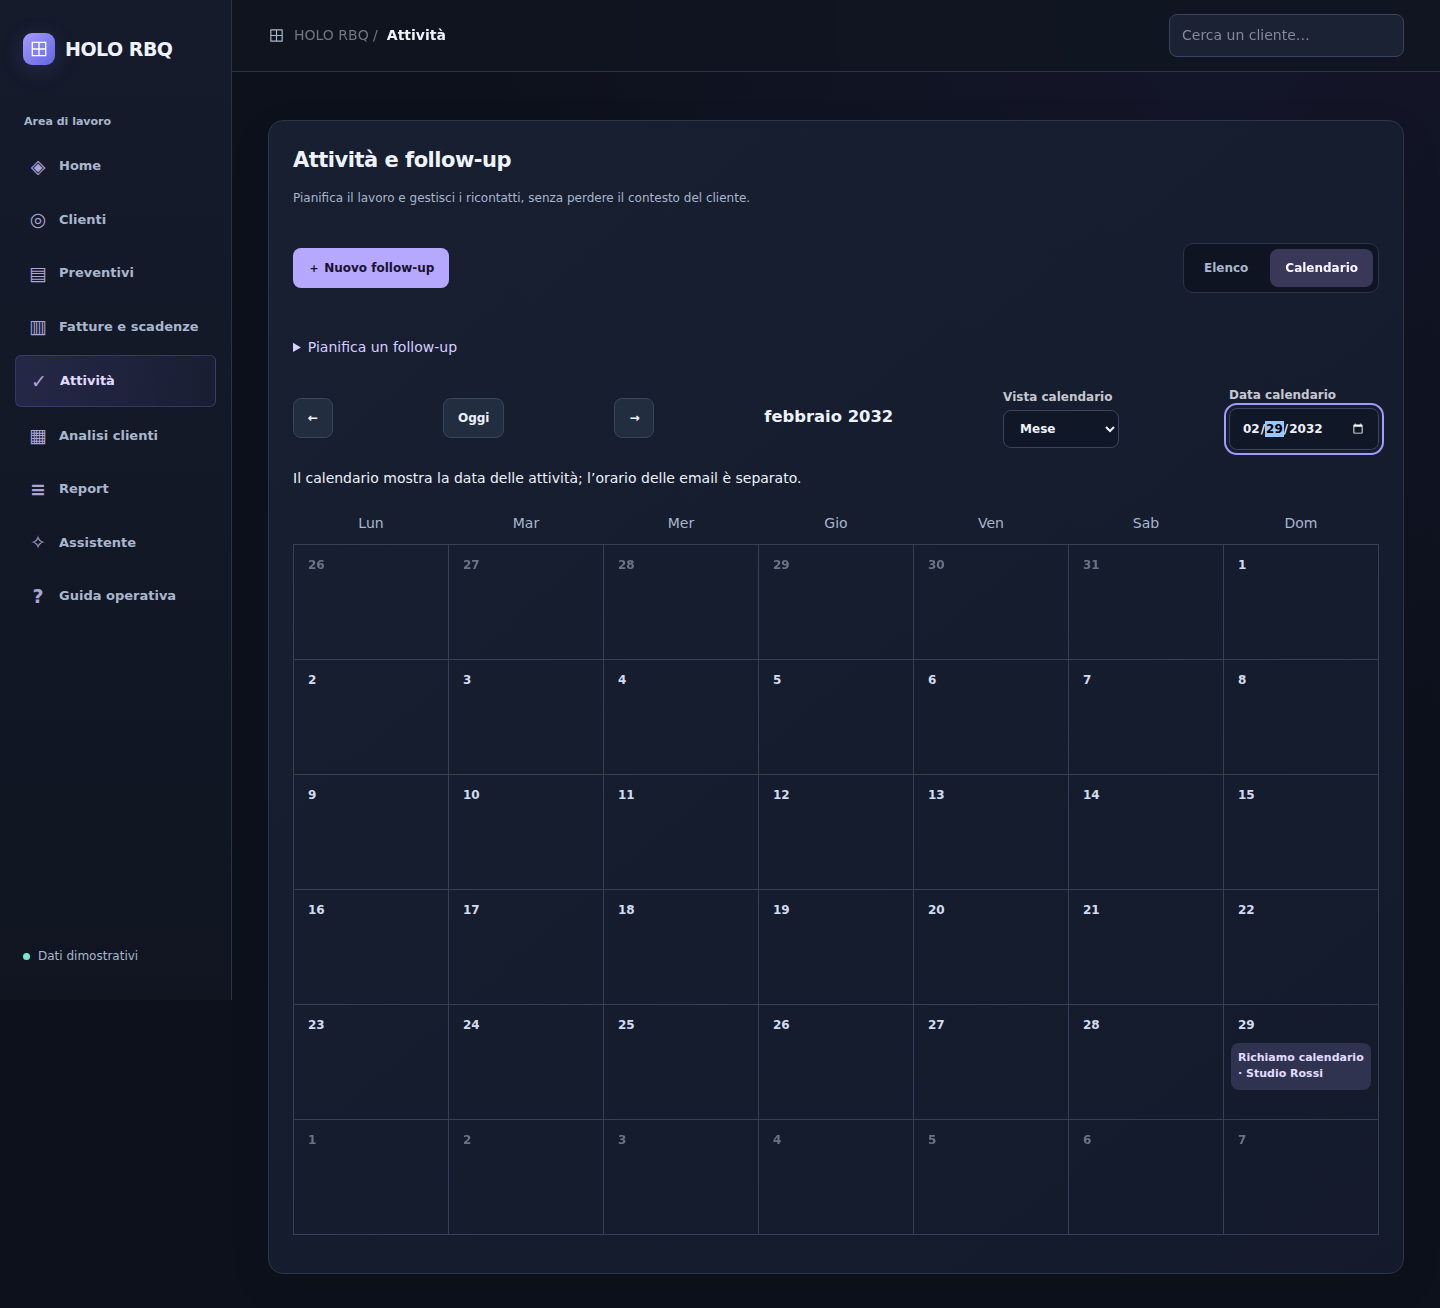 HOLO RBQ
Area di lavoro
Home
Clienti
Preventivi
Fatture e scadenze
Attività
Analisi clienti
Report
Assistente
? Guida operativa
Dati dimostrativi
HOLO RBQ / Attività
Cerca un cliente...
Attività e follow-up
Pianifica il lavoro e gestisci i ricontatti, senza perdere il contesto del cliente.
+ Nuovo follow-up
Elenco Calendario
▶ Pianifica un follow-up
← Oggi → febbraio 2032
Vista calendario
Mese
Data calendario
02/29/2032
Il calendario mostra la data delle attività; l’orario delle email è separato.
Lun Mar Mer Gio Ven Sab Dom
26 27 28 29 30 31 1
2 3 4 5 6 7 8
9 10 11 12 13 14 15
16 17 18 19 20 21 22
23 24 25 26 27 28 29
Richiamo calendario
· Studio Rossi
1 2 3 4 5 6 7